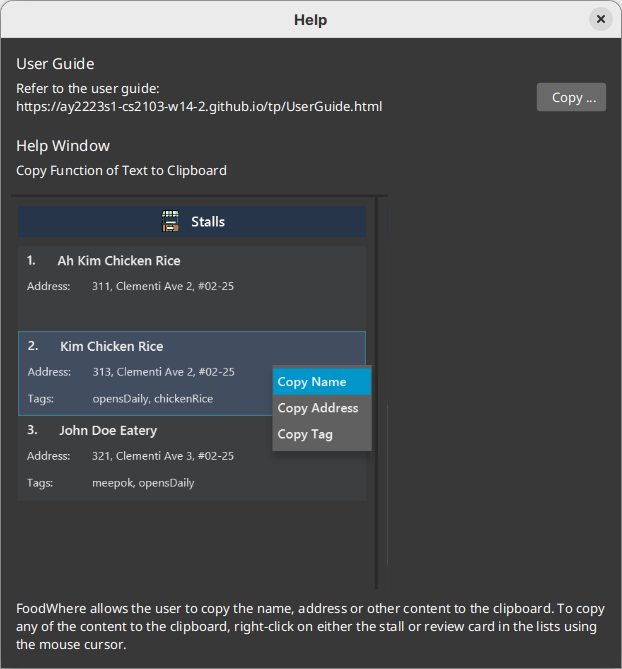 Help
User Guide
Refer to the user guide:
https://ay2223s1-cs2103-w14-2.github.io/tp/UserGuide.html
Copy ...
Help Window
Copy Function of Text to Clipboard
Stalls
1. Ah Kim Chicken Rice
Address: 311, Clementi Ave 2, #02-25
2. Kim Chicken Rice
Address: 313, Clementi Ave 2, #02-25
Tags: opensDaily, chickenRice
Copy Name
Copy Address
Copy Tag
3. John Doe Eatery
Address: 321, Clementi Ave 3, #02-25
Tags: meepok, opensDaily
FoodWhere allows the user to copy the name, address or other content to the clipboard. To copy
any of the content to the clipboard, right-click on either the stall or review card in the lists using
the mouse cursor.